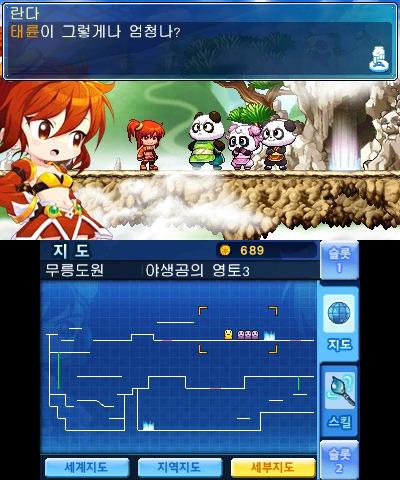 란다
태륜이 그렇게나 엄청나?
지도
689
무릉도원 야생곰의 영토3
슬롯
1
지도
스킬
슬롯
2
세계지도 지역지도 세부지도